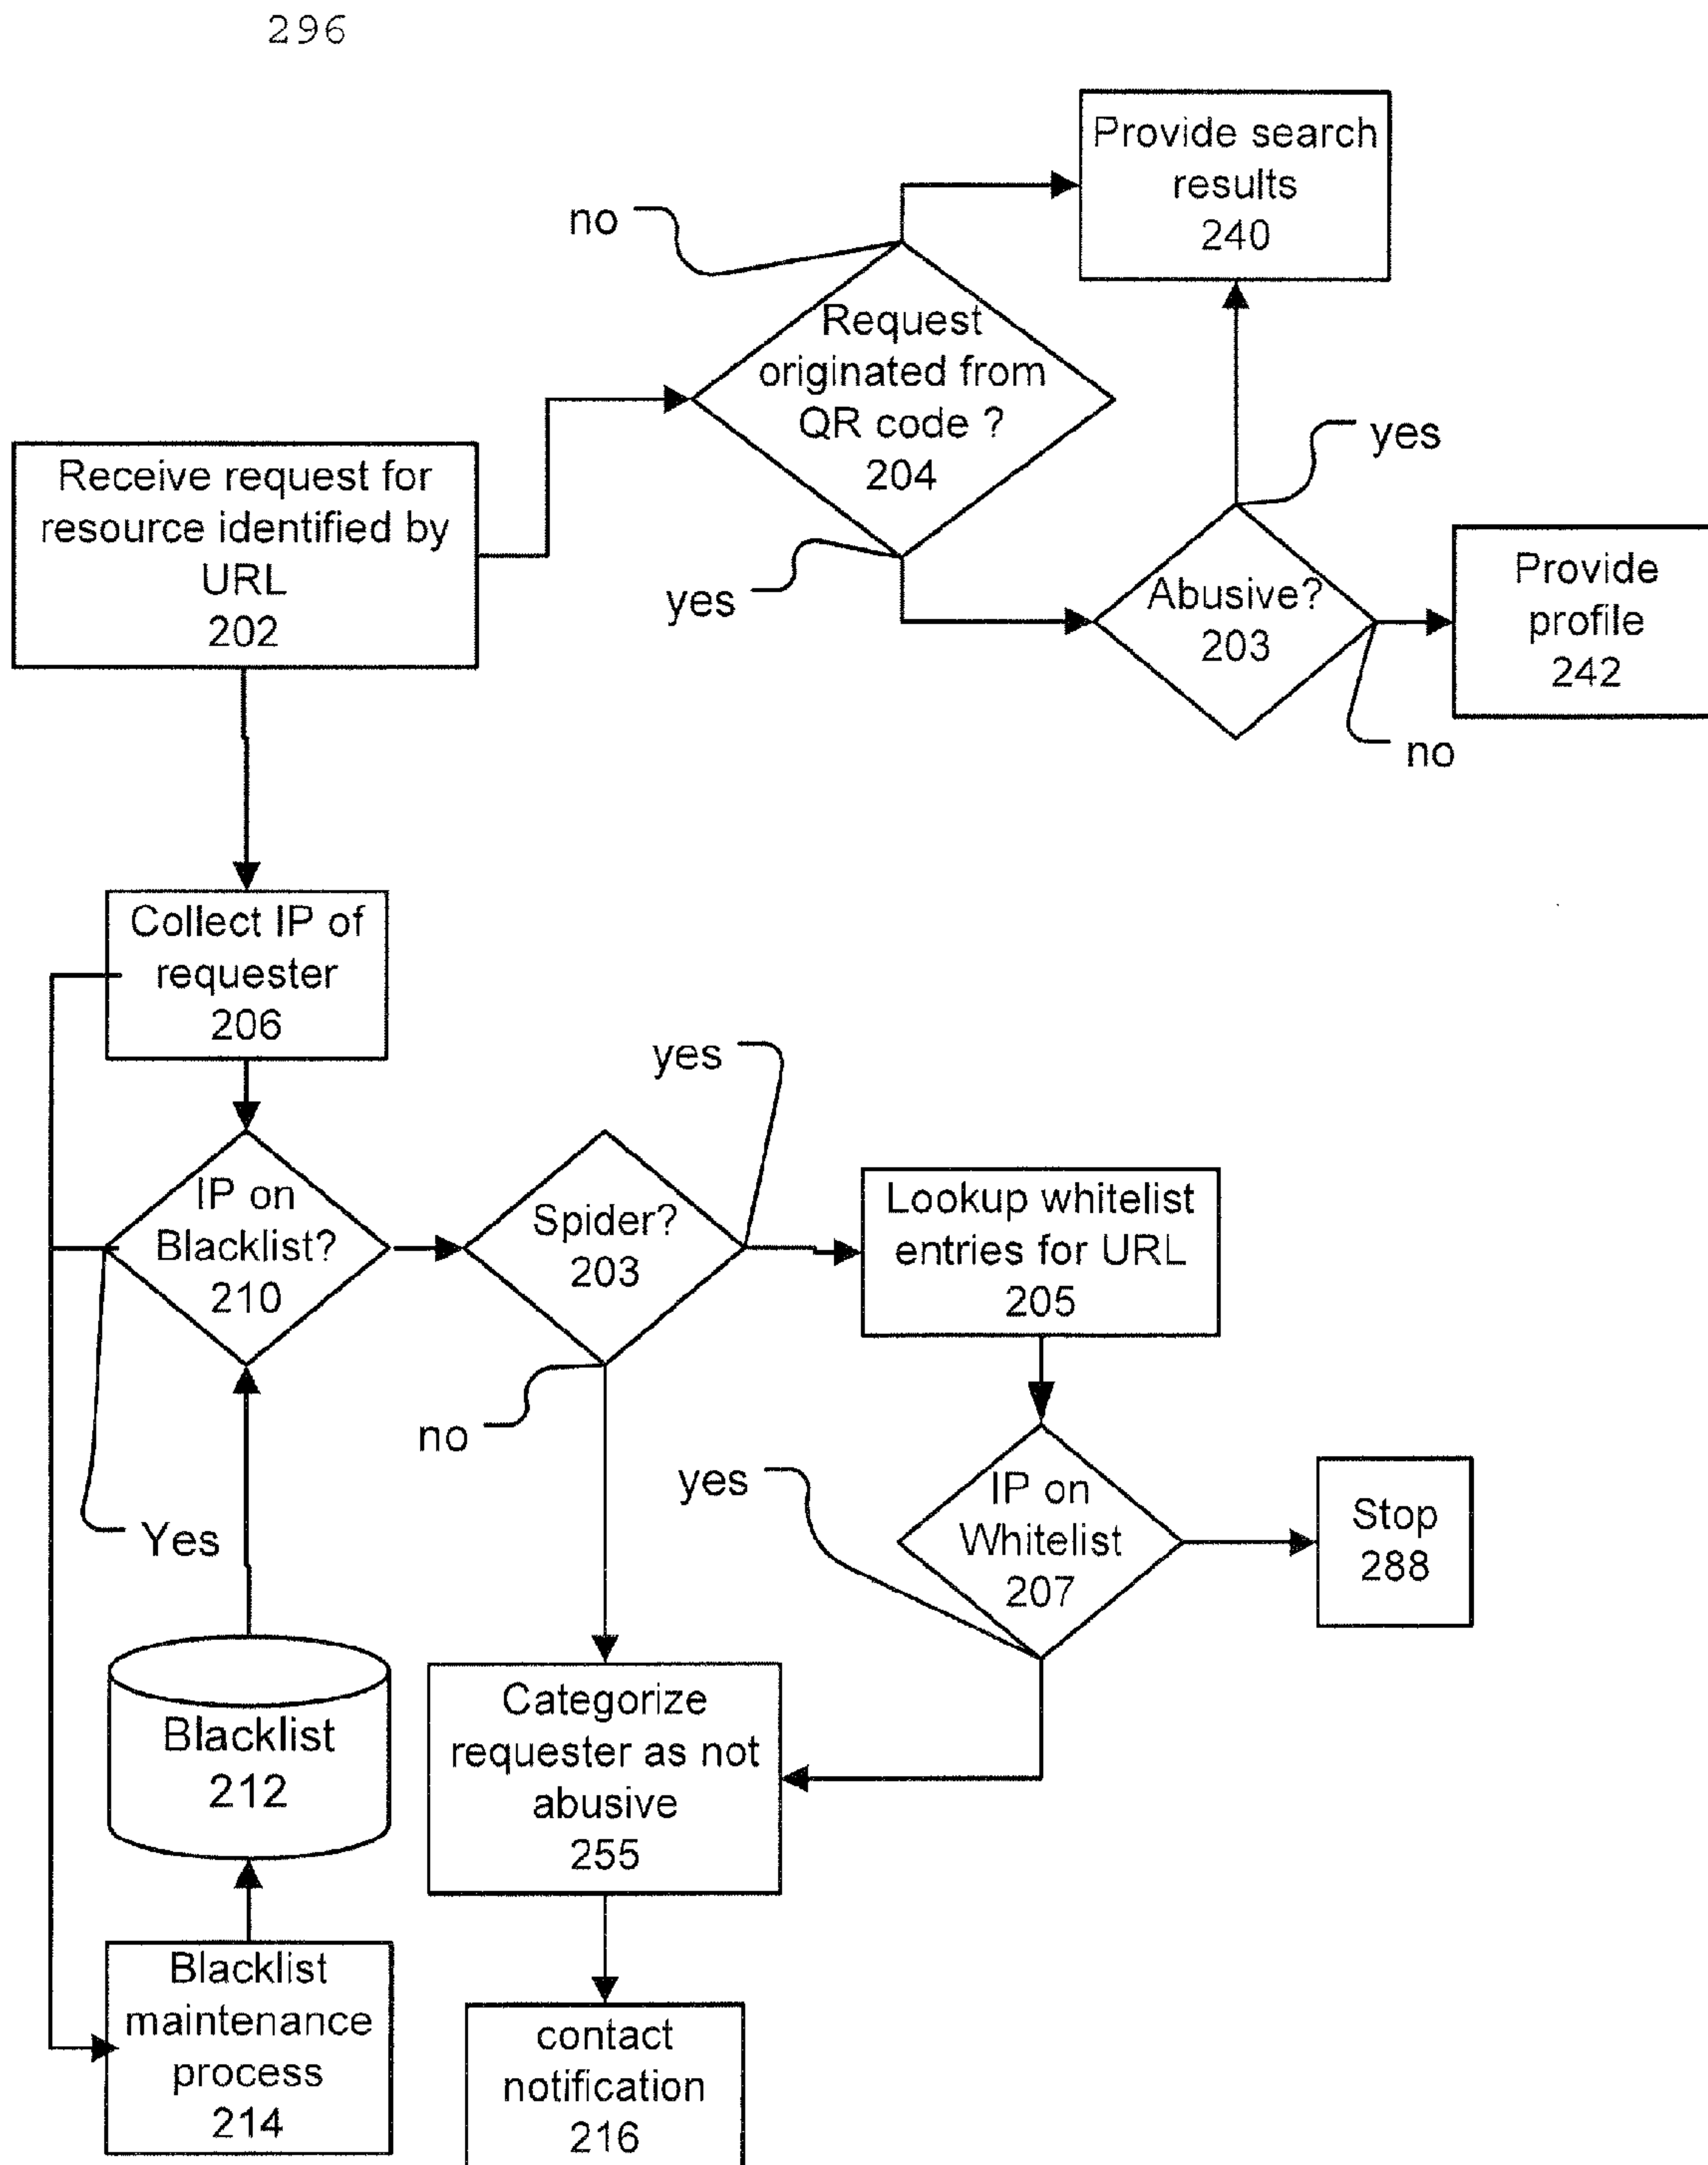 296
Provide search
results
240
no
Request
originated from
QR code ?
204
yes
Receive request for
resource identified by
URL
202
yes
Abusive?
203
Provide
profile
242
no
Collect IP of
requester
206
yes
IP on
Blacklist?
210
Spider?
203
Lookup whitelist
entries for URL
205
no
yes
IP on
Whitelist
207
Stop
288
Yes
Blacklist
212
Categorize
requester as not
abusive
255
Blacklist
maintenance
process
214
contact
notification
216